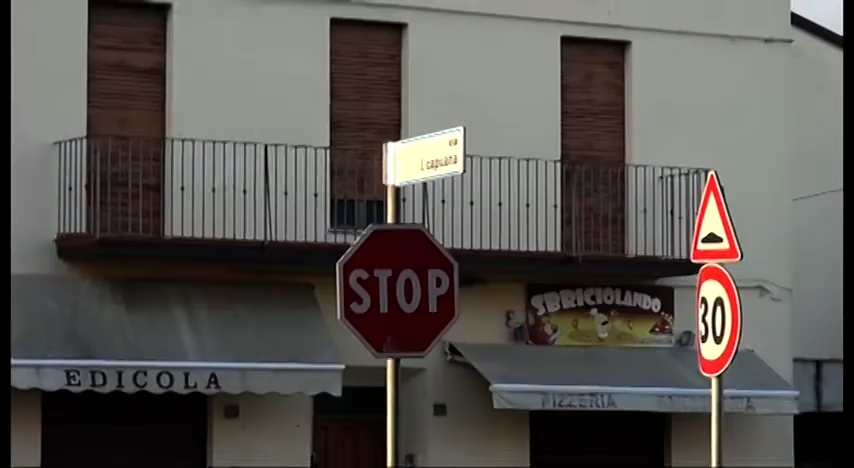 via
l. capuana
STOP
SBRICIOLANDO
30
EDICOLA
PIZZERIA